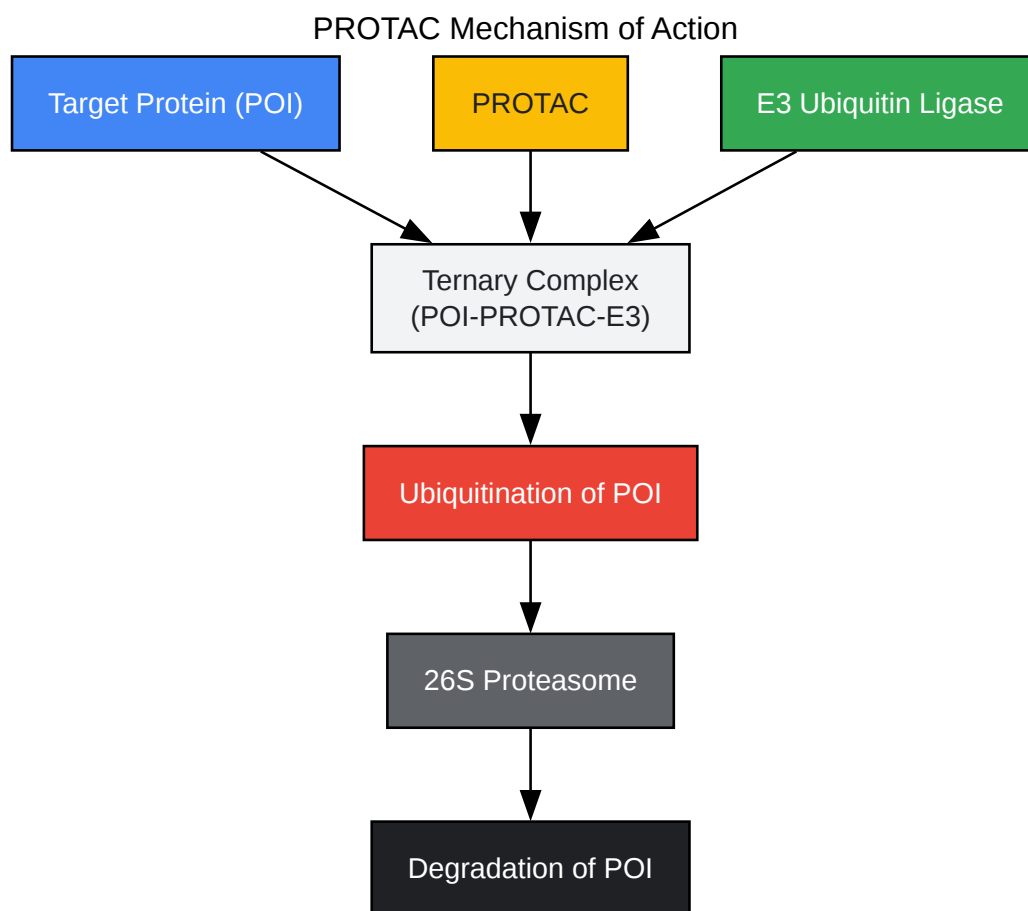 PROTAC Mechanism of Action
Target Protein (POI)
PROTAC
E3 Ubiquitin Ligase
Ternary Complex
(POI-PROTAC-E3)
Ubiquitination of POI
26S Proteasome
Degradation of POI